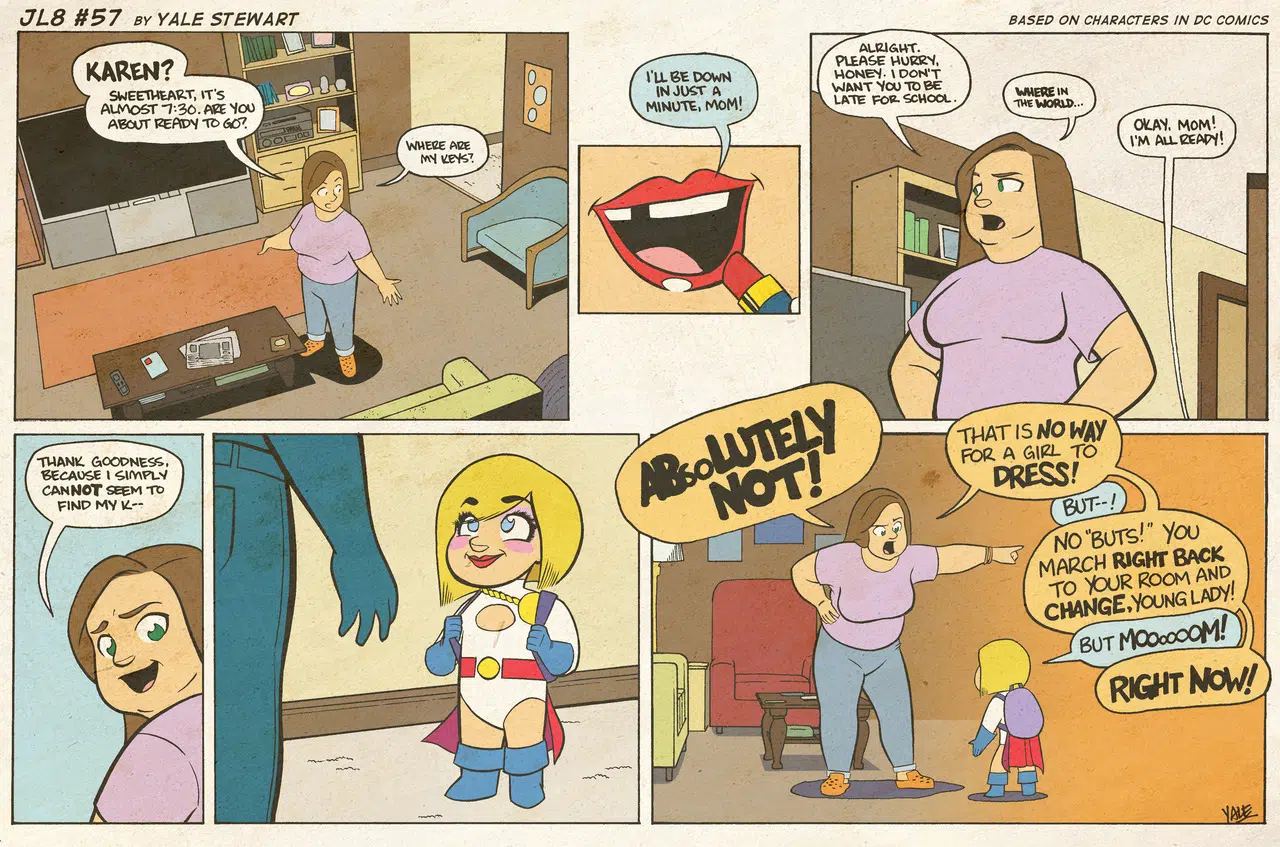 JL8 #57 BY YALE STEWART
BASED ON CHARACTERS IN DC COMICS
KAREN?
SWEETHEART, IT'S
ALMOST 7:30. ARE YOU
ABOUT READY TO GO?
WHERE ARE
MY KEYS?
I'LL BE DOWN
IN JUST A
MINUTE, MOM!
ALRIGHT.
PLEASE HURRY,
HONEY. I DON'T
WANT YOU TO BE
LATE FOR SCHOOL.
WHERE IN
THE WORLD...
OKAY, MOM!
I'M ALL READY!
THANK GOODNESS,
BECAUSE I SIMPLY
CANNOT SEEM TO
FIND MY K--
ABSOLUTELY
NOT!
THAT IS NO WAY
FOR A GIRL TO
DRESS!
BUT--!
NO "BUTS!" YOU
MARCH RIGHT BACK
TO YOUR ROOM AND
CHANGE, YOUNG LADY!
BUT MOOOOOOM!
RIGHT NOW!
YALE